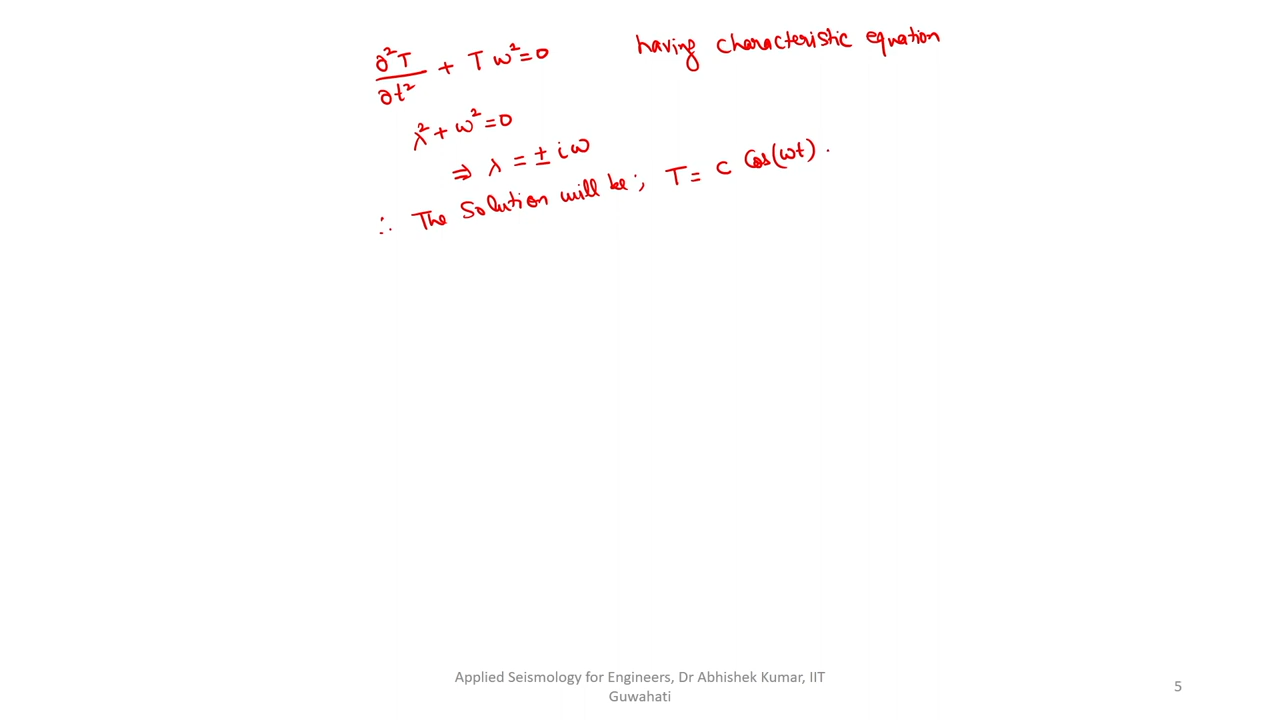 ∂²T/∂t² + Tω² = 0 having characteristic equation
λ² + ω² = 0
⇒ λ = ± iω
∴ The Solution will be; T = C Cos(ωt).
Applied Seismology for Engineers, Dr Abhishek Kumar, IIT
Guwahati
5